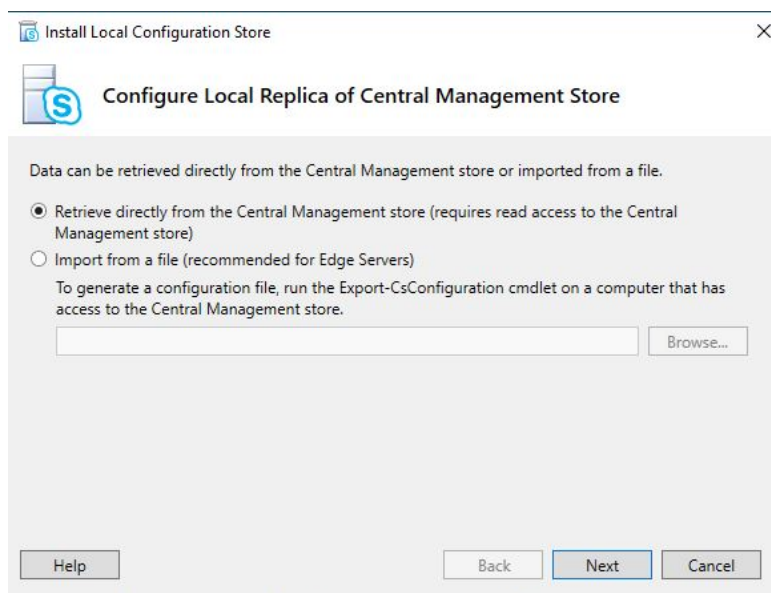 Install Local Configuration Store
Configure Local Replica of Central Management Store
Data can be retrieved directly from the Central Management store or imported from a file.
Retrieve directly from the Central Management store (requires read access to the Central
Management store)
Import from a file (recommended for Edge Servers)
To generate a configuration file, run the Export-CsConfiguration cmdlet on a computer that has
access to the Central Management store.
Browse...
Help
Back
Next
Cancel